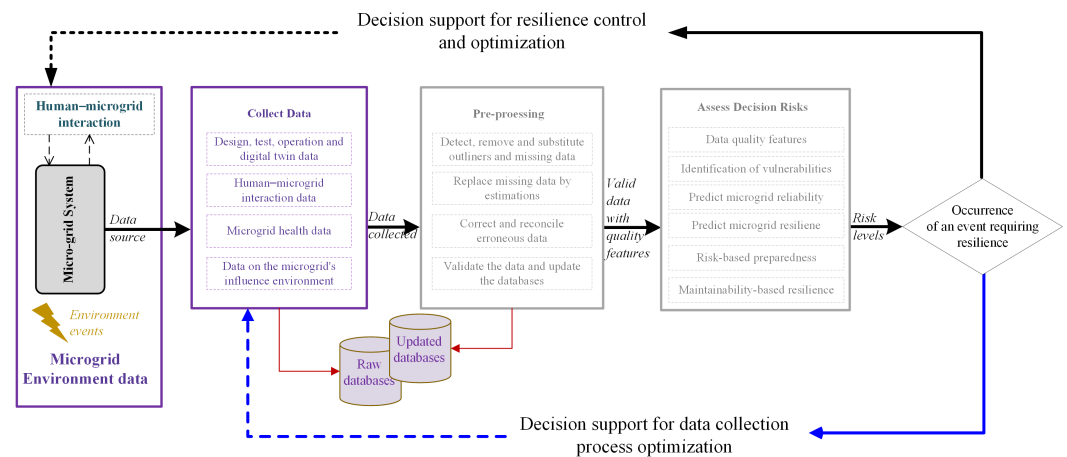 Decision support for resilience control
and optimization
Human–microgrid
interaction
Micro-grid System
Environment
events
Microgrid
Environment data
Data
source
Collect Data
Design, test, operation and
digital twin data
Human–microgrid
interaction data
Microgrid health data
Data on the microgrid's
influence environment
Data
collected
Pre-proessing
Detect, remove and substitute
outliners and missing data
Replace missing data by
estimations
Correct and reconcile
erroneous data
Validate the data and update
the databases
Valid
data
with
quality
features
Assess Decision Risks
Data quality features
Identification of vulnerabilities
Predict microgrid reliability
Predict microgrid resiliene
Risk-based preparedness
Maintainability-based resilience
Risk
levels
Occurrence
of an event requiring
resilience
Raw
databases
Updated
databases
Decision support for data collection
process optimization